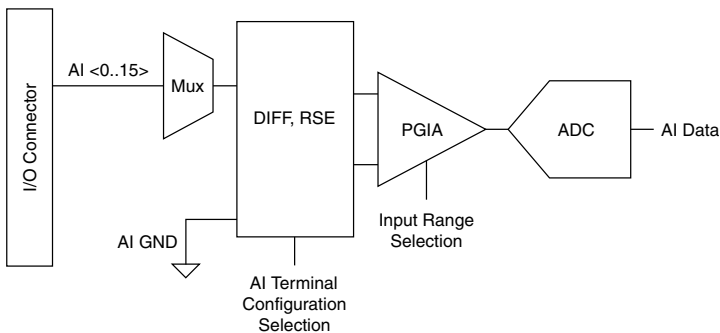 I/O Connector
AI <0..15>
Mux
DIFF, RSE
PGIA
ADC
AI Data
AI GND
Input Range
Selection
AI Terminal
Configuration
Selection